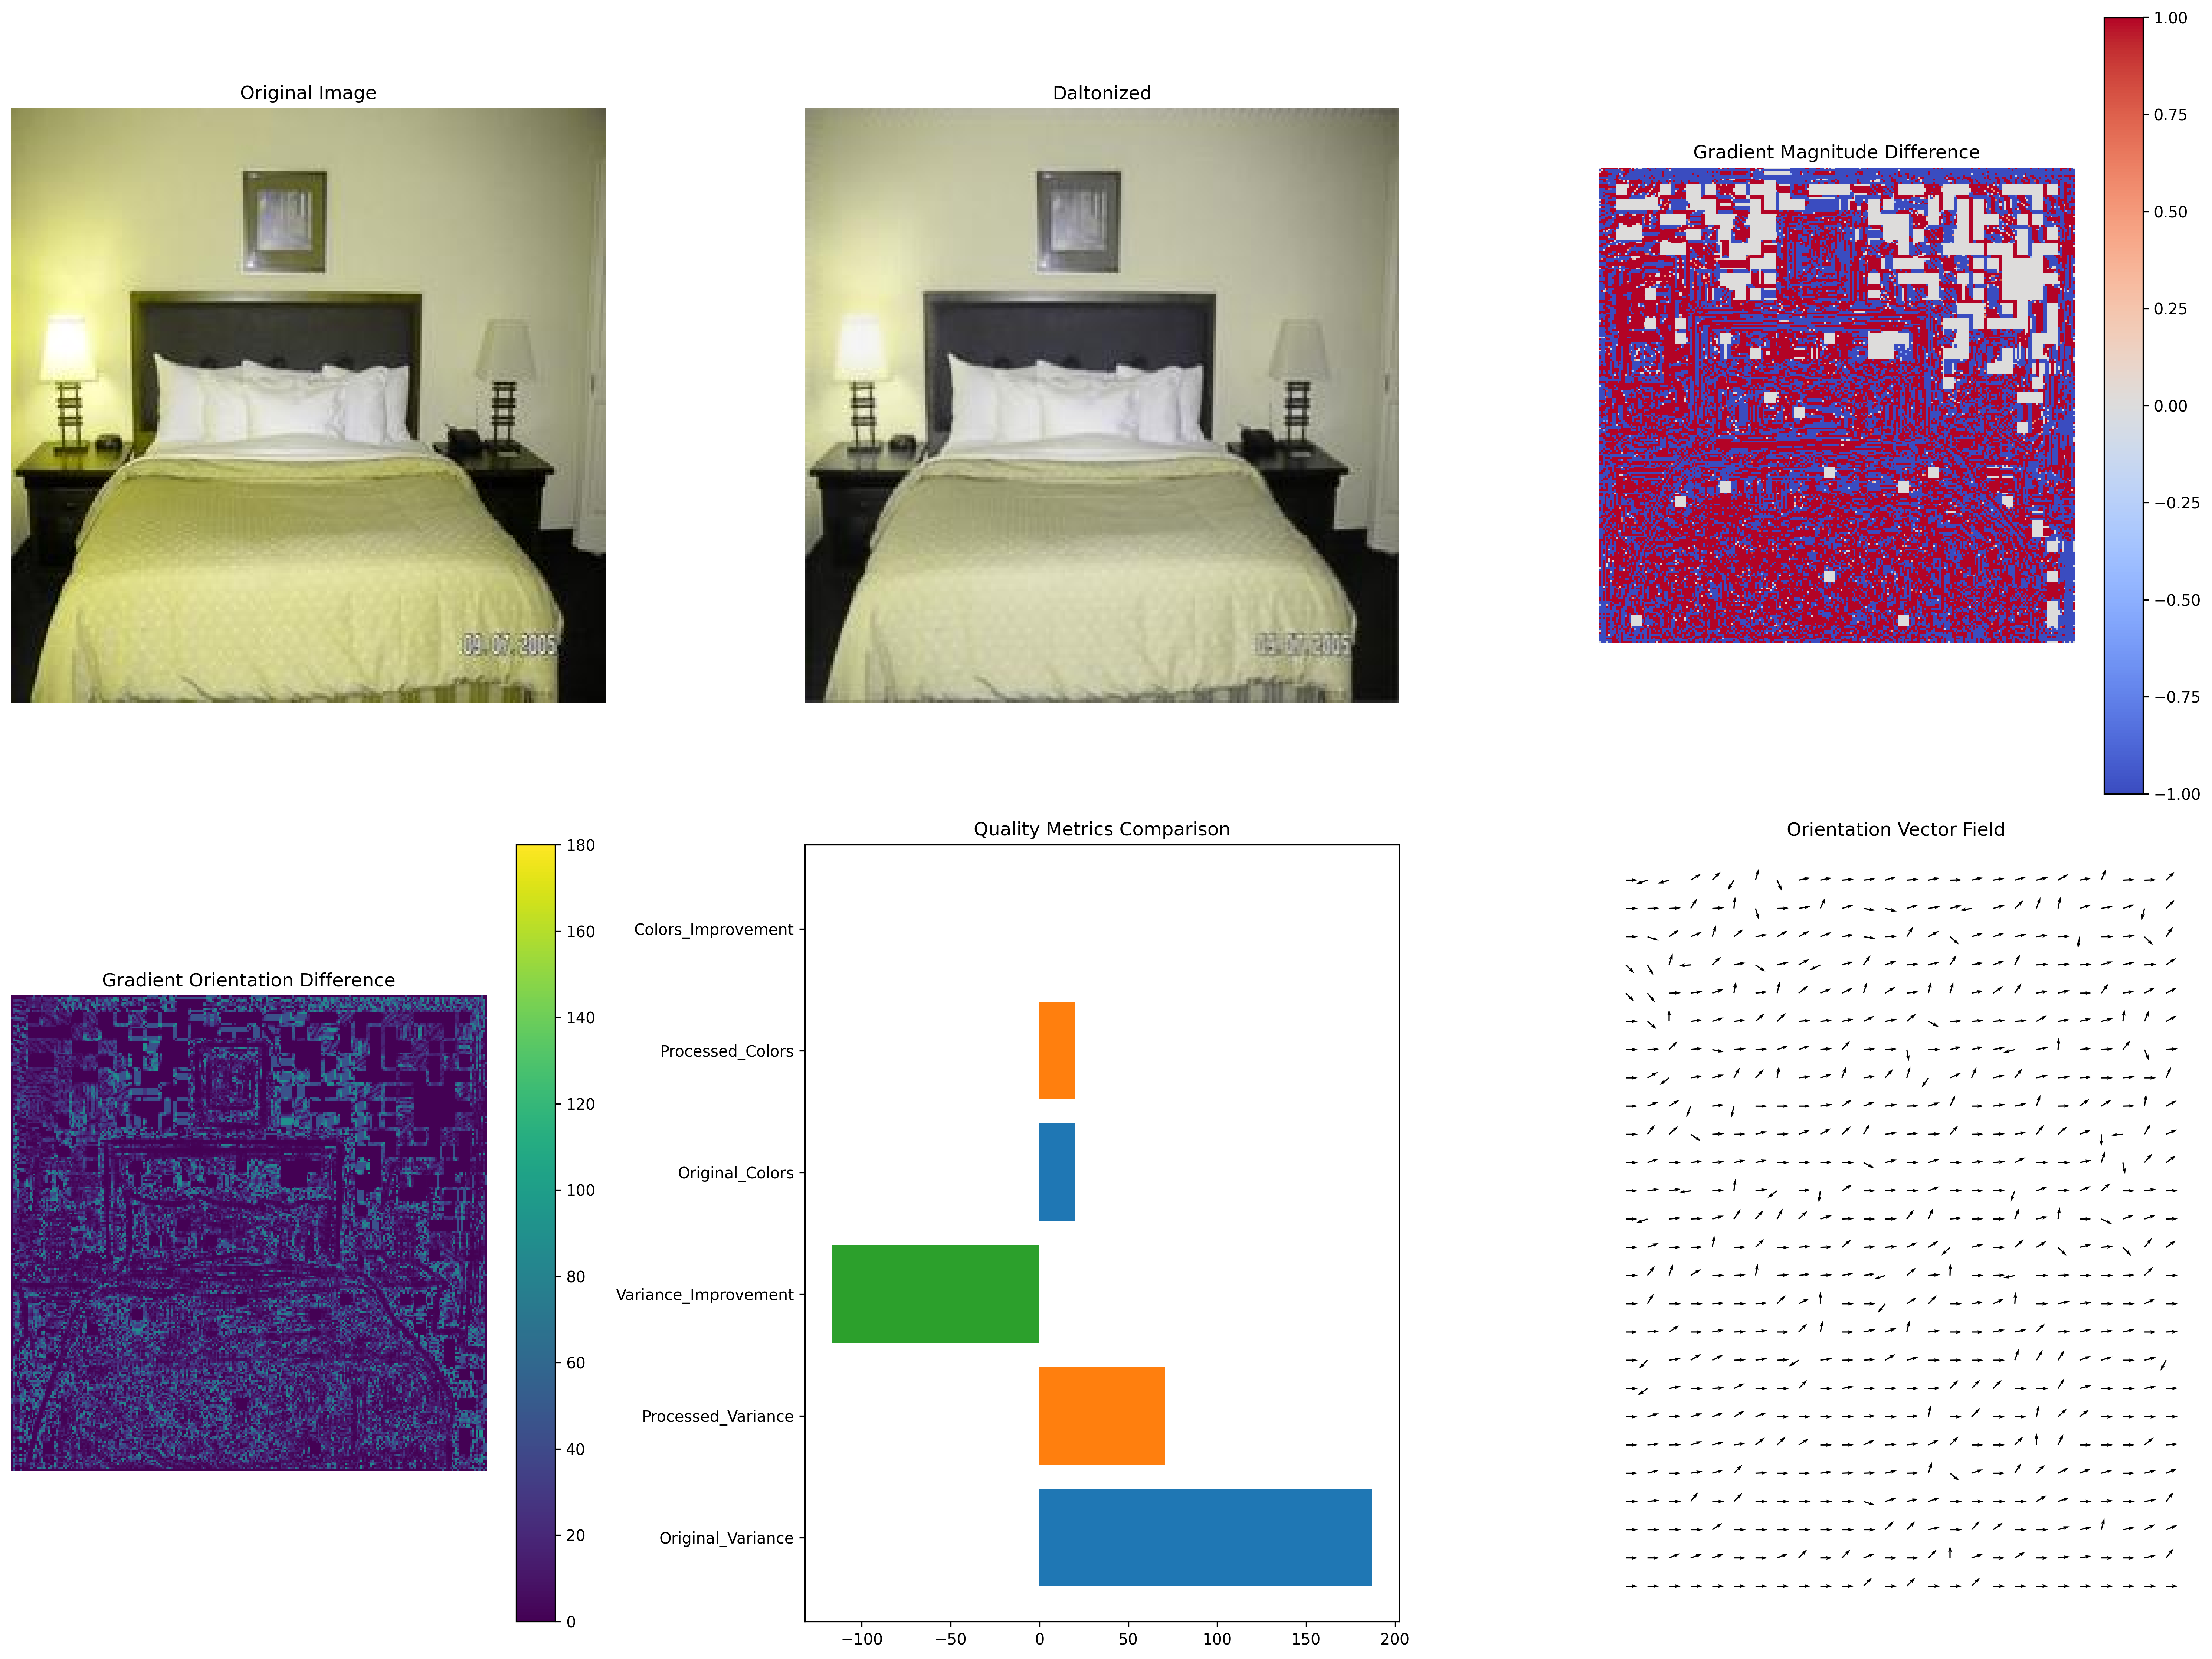 Original Image
Daltonized
Gradient Magnitude Difference
1.00
0.75
0.50
0.25
0.00
−0.25
−0.50
−0.75
−1.00
09.07.2005
09.07.2005
Gradient Orientation Difference
180
160
140
120
100
80
60
40
20
0
Quality Metrics Comparison
Colors_Improvement
Processed_Colors
Original_Colors
Variance_Improvement
Processed_Variance
Original_Variance
−100
−50
0
50
100
150
200
Orientation Vector Field